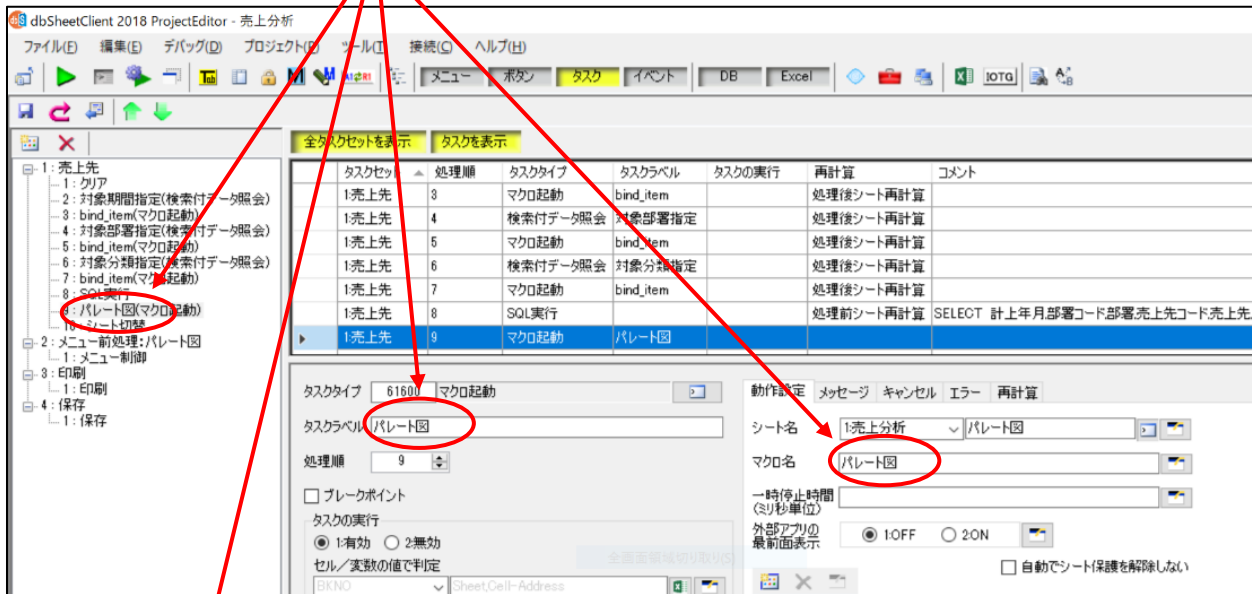 dbSheetClient 2018 ProjectEditor - 売上分析
ファイル(F) 編集(E) デバッグ(D) プロジェクト(P) ツール(T) 接続(C) ヘルプ(H)
Tab メニュー ボタン タスク イベント DB Excel IOTG
全タスクセットを表示 タスクを表示
1 : 売上先
1 : クリア
2 : 対象期間指定(検索付データ照会)
3 : bind_item(マクロ起動)
4 : 対象部署指定(検索付データ照会)
5 : bind_item(マクロ起動)
6 : 対象分類指定(検索付データ照会)
7 : bind_item(マクロ起動)
8 : SQL実行
9 : パレート図(マクロ起動)
10 : シート切替
2 : メニュー前処理:パレート図
1 : メニュー制御
3 : 印刷
1 : 印刷
4 : 保存
1 : 保存
タスクセット 処理順 タスクタイプ タスクラベル タスクの実行 再計算 コメント
1:売上先 3 マクロ起動 bind_item 処理後シート再計算
1:売上先 4 検索付データ照会 対象部署指定 処理後シート再計算
1:売上先 5 マクロ起動 bind_item 処理後シート再計算
1:売上先 6 検索付データ照会 対象分類指定 処理後シート再計算
1:売上先 7 マクロ起動 bind_item 処理後シート再計算
1:売上先 8 SQL実行 処理前シート再計算 SELECT 計上年月,部署コード,部署,売上先コード,売上先,
1:売上先 9 マクロ起動 パレート図
タスクタイプ 61600 マクロ起動
タスクラベル パレート図
処理順 9
ブレークポイント
タスクの実行
1:有効 2:無効
セル/変数の値で判定
BKNO Sheet,Cell-Address
動作設定 メッセージ キャンセル エラー 再計算
シート名 1:売上分析 パレート図
マクロ名 パレート図
一時停止時間
(ミリ秒単位)
外部アプリの
最前面表示 1:OFF 2:ON
自動でシート保護を解除しない
全画面領域切り取り(S)